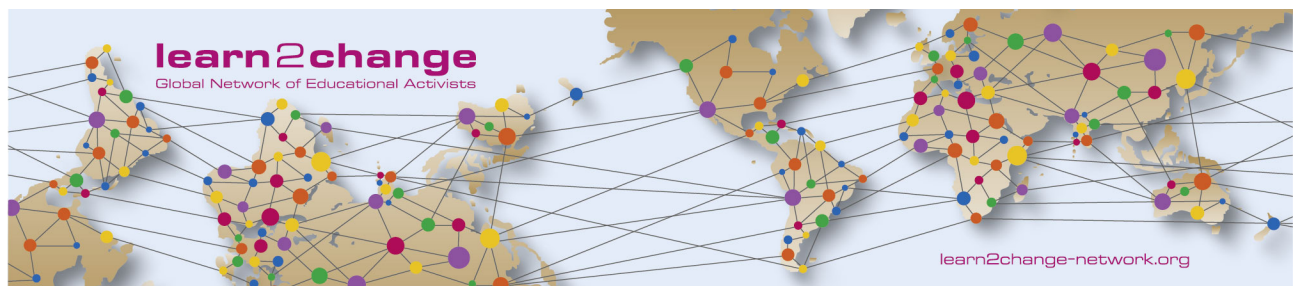 learn2change
Global Network of Educational Activists
learn2change-network.org